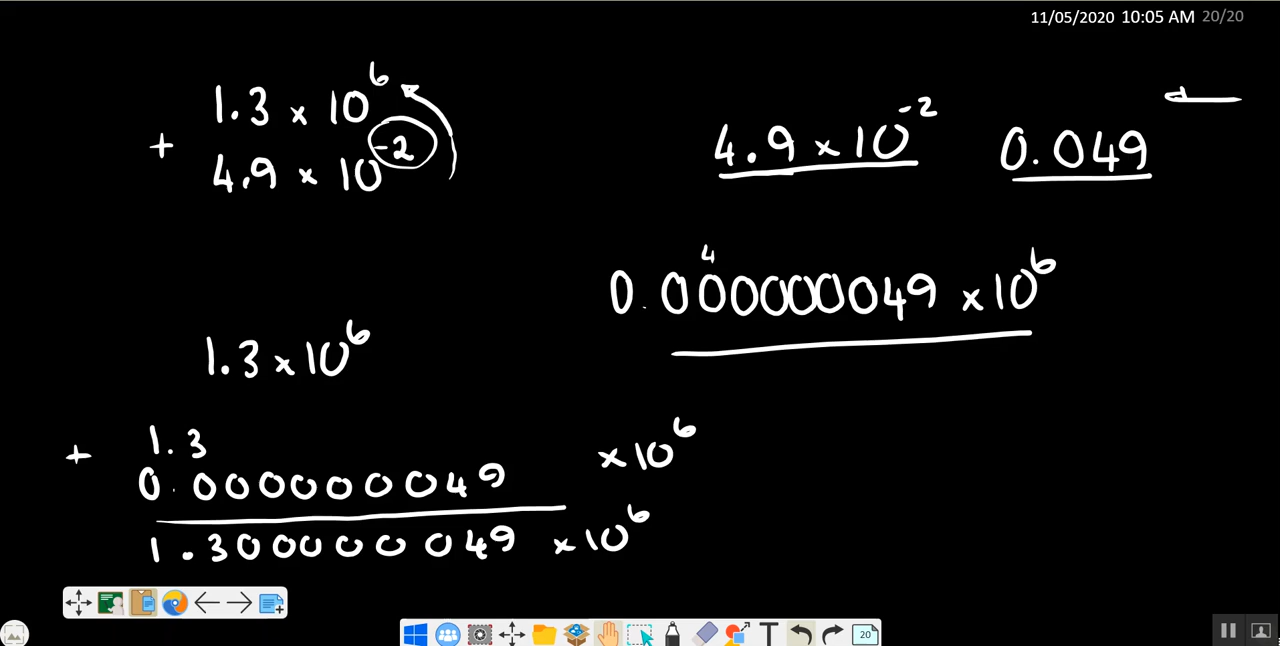 11/05/2020 10:05 AM 20/20
1.3 × 10⁶
+ 4.9 × 10⁻²
4.9 × 10⁻² 0.049
4
0.000000049 × 10⁶
1.3 × 10⁶
+ 1.3
0.000000049 × 10⁶
1.300000049 × 10⁶
20